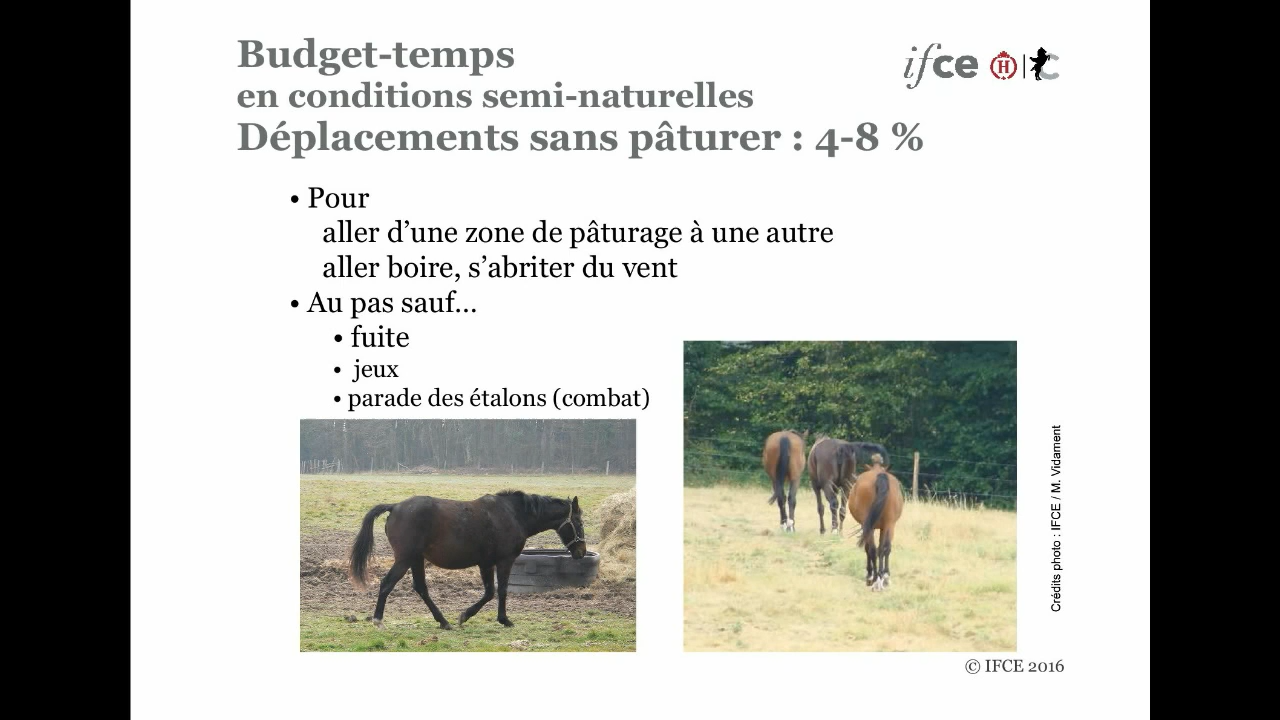 Budget-temps
en conditions semi-naturelles
Déplacements sans pâturer : 4-8 %
ifce
H
• Pour
aller d’une zone de pâturage à une autre
aller boire, s’abriter du vent
• Au pas sauf…
• fuite
• jeux
• parade des étalons (combat)
Crédits photo : IFCE / M. Vidament
© IFCE 2016